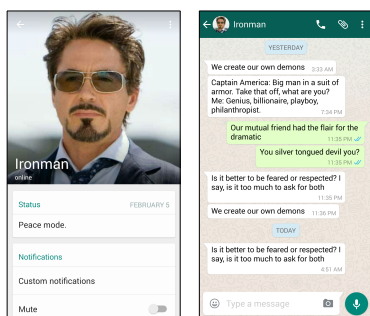 Ironman
online
Status FEBRUARY 5
Peace mode.
Notifications
Custom notifications
Mute
Ironman
YESTERDAY
We create our own demons 3:33 AM
Captain America: Big man in a suit of
armor. Take that off, what are you?
Me: Genius, billionaire, playboy,
philanthropist. 7:34 PM
Our mutual friend had the flair for the
dramatic 11:35 PM
You silver tongued devil you?
11:35 PM
Is it better to be feared or respected? I
say, is it too much to ask for both
11:35 PM
We create our own demons 11:36 PM
TODAY
Is it better to be feared or respected? I
say, is it too much to ask for both
4:51 AM
Type a message